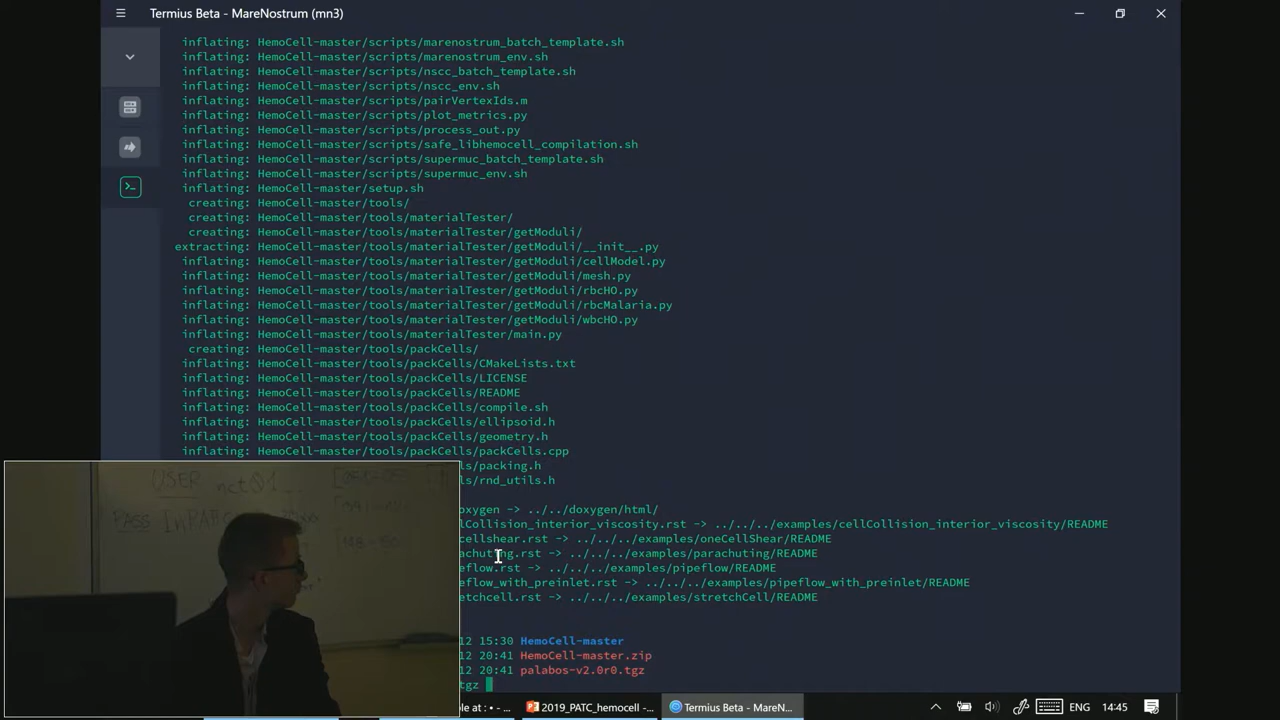 Termius Beta - MareNostrum (mn3)
inflating: HemoCell-master/scripts/marenostrum_batch_template.sh
inflating: HemoCell-master/scripts/marenostrum_env.sh
inflating: HemoCell-master/scripts/nscc_batch_template.sh
inflating: HemoCell-master/scripts/nscc_env.sh
inflating: HemoCell-master/scripts/pairVertexIds.m
inflating: HemoCell-master/scripts/plot_metrics.py
inflating: HemoCell-master/scripts/process_out.py
inflating: HemoCell-master/scripts/safe_libhemocell_compilation.sh
inflating: HemoCell-master/scripts/supermuc_batch_template.sh
inflating: HemoCell-master/scripts/supermuc_env.sh
inflating: HemoCell-master/setup.sh
creating: HemoCell-master/tools/
creating: HemoCell-master/tools/materialTester/
creating: HemoCell-master/tools/materialTester/getModuli/
extracting: HemoCell-master/tools/materialTester/getModuli/__init__.py
inflating: HemoCell-master/tools/materialTester/getModuli/cellModel.py
inflating: HemoCell-master/tools/materialTester/getModuli/mesh.py
inflating: HemoCell-master/tools/materialTester/getModuli/rbcHO.py
inflating: HemoCell-master/tools/materialTester/getModuli/rbcMalaria.py
inflating: HemoCell-master/tools/materialTester/getModuli/wbcHO.py
inflating: HemoCell-master/tools/materialTester/main.py
creating: HemoCell-master/tools/packCells/
inflating: HemoCell-master/tools/packCells/CMakeLists.txt
inflating: HemoCell-master/tools/packCells/LICENSE
inflating: HemoCell-master/tools/packCells/README
inflating: HemoCell-master/tools/packCells/compile.sh
inflating: HemoCell-master/tools/packCells/ellipsoid.h
inflating: HemoCell-master/tools/packCells/geometry.h
inflating: HemoCell-master/tools/packCells/packCells.cpp
ls/packing.h
ls/rnd_utils.h
oxygen -> ../../doxygen/html/
lCollision_interior_viscosity.rst -> ../../../examples/cellCollision_interior_viscosity/README
cellshear.rst -> ../../../examples/oneCellShear/README
achuting.rst -> ../../../examples/parachuting/README
eflow.rst -> ../../../examples/pipeflow/README
eflow_with_preinlet.rst -> ../../../examples/pipeflow_with_preinlet/README
etchcell.rst -> ../../../examples/stretchCell/README
12 15:30 HemoCell-master
12 20:41 HemoCell-master.zip
12 20:41 palabos-v2.0r0.tgz
tgz
USER nct01
PASS
ple at : • - ...
2019_PATC_hemocell -...
Termius Beta - MareN...
ENG
14:45